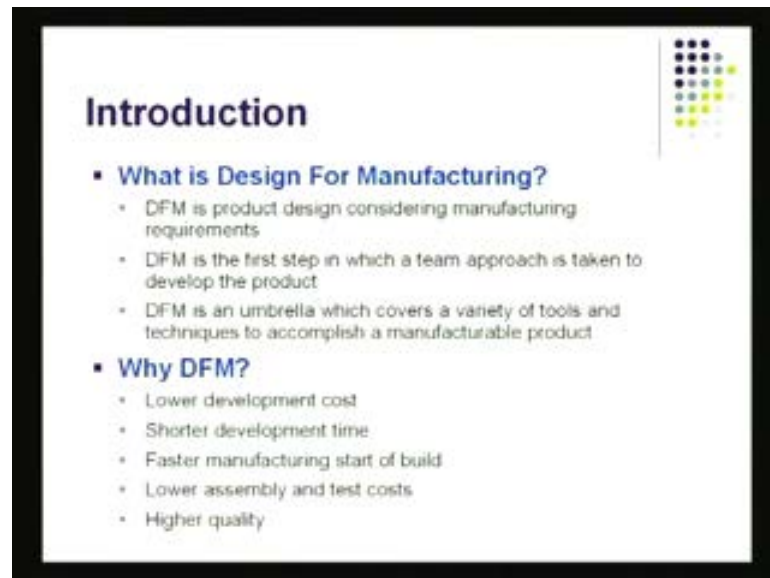 Introduction
▪ What is Design For Manufacturing?
• DFM is product design considering manufacturing
requirements
• DFM is the first step in which a team approach is taken to
develop the product
• DFM is an umbrella which covers a variety of tools and
techniques to accomplish a manufacturable product
▪ Why DFM?
• Lower development cost
• Shorter development time
• Faster manufacturing start of build
• Lower assembly and test costs
• Higher quality